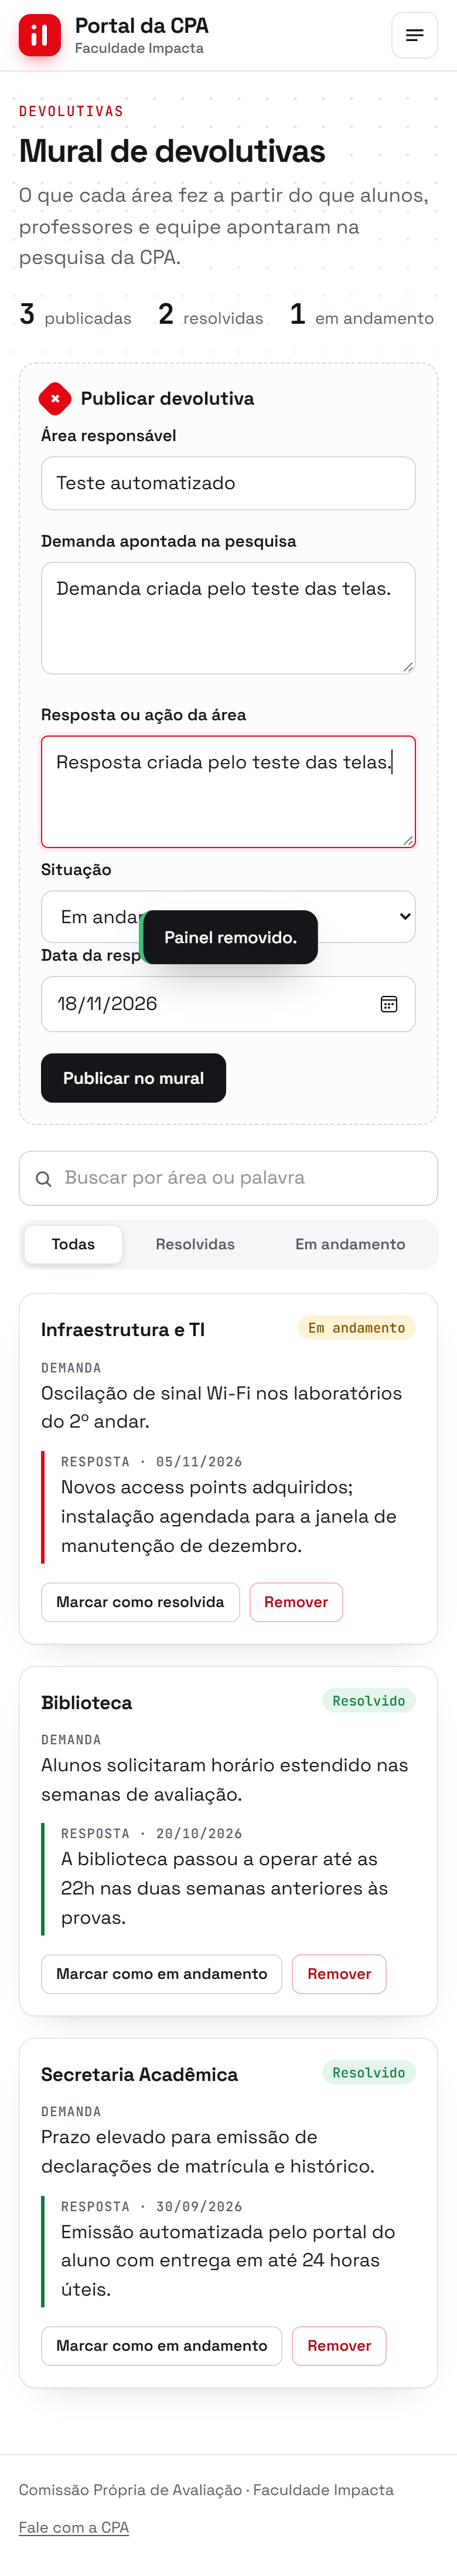 Portal da CPA
Faculdade Impacta
DEVOLUTIVAS
Mural de devolutivas
O que cada área fez a partir do que alunos,
professores e equipe apontaram na
pesquisa da CPA.
3 publicadas 2 resolvidas 1 em andamento
Publicar devolutiva
Área responsável
Teste automatizado
Demanda apontada na pesquisa
Demanda criada pelo teste das telas.
Resposta ou ação da área
Resposta criada pelo teste das telas.
Situação
Em andar
Painel removido.
Data da resp
18/11/2026
Publicar no mural
Buscar por área ou palavra
Todas Resolvidas Em andamento
Infraestrutura e TI Em andamento
DEMANDA
Oscilação de sinal Wi-Fi nos laboratórios
do 2º andar.
RESPOSTA · 05/11/2026
Novos access points adquiridos;
instalação agendada para a janela de
manutenção de dezembro.
Marcar como resolvida Remover
Biblioteca Resolvido
DEMANDA
Alunos solicitaram horário estendido nas
semanas de avaliação.
RESPOSTA · 20/10/2026
A biblioteca passou a operar até as
22h nas duas semanas anteriores às
provas.
Marcar como em andamento Remover
Secretaria Acadêmica Resolvido
DEMANDA
Prazo elevado para emissão de
declarações de matrícula e histórico.
RESPOSTA · 30/09/2026
Emissão automatizada pelo portal do
aluno com entrega em até 24 horas
úteis.
Marcar como em andamento Remover
Comissão Própria de Avaliação · Faculdade Impacta
Fale com a CPA